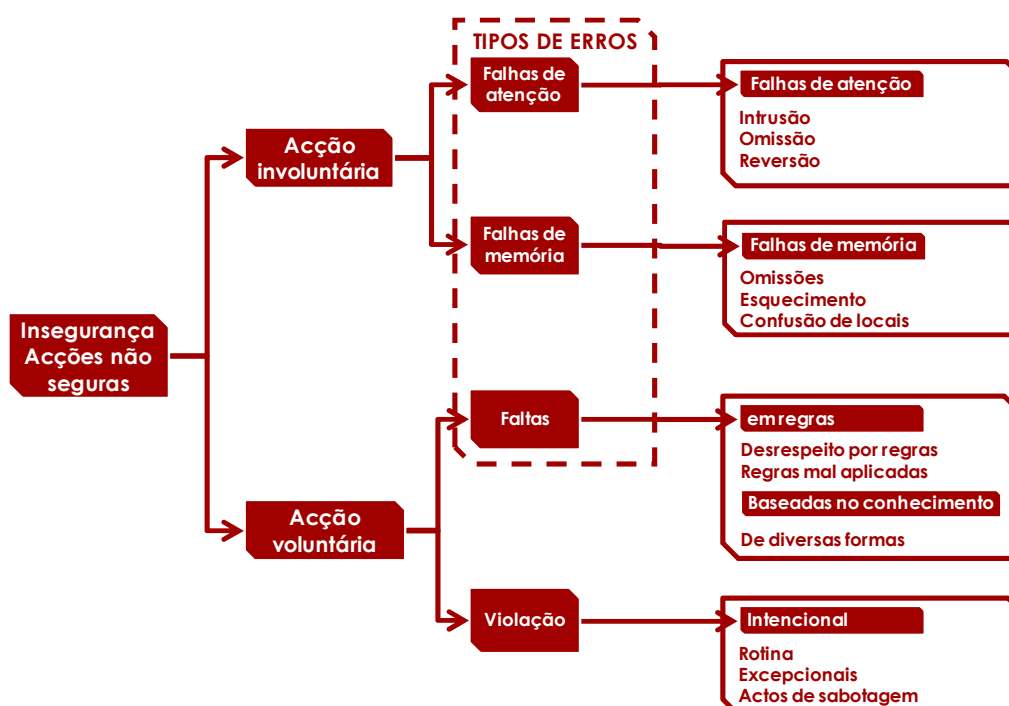 TIPOS DE ERROS
Falhas de
atenção
Falhas de atenção
Intrusão
Omissão
Reversão
Acção
involuntária
Falhas de
memória
Falhas de memória
Omissões
Esquecimento
Confusão de locais
Insegurança
Acções não
seguras
Faltas
em regras
Desrespeito por regras
Regras mal aplicadas
Baseadas no conhecimento
De diversas formas
Acção
voluntária
Violação
Intencional
Rotina
Excepcionais
Actos de sabotagem